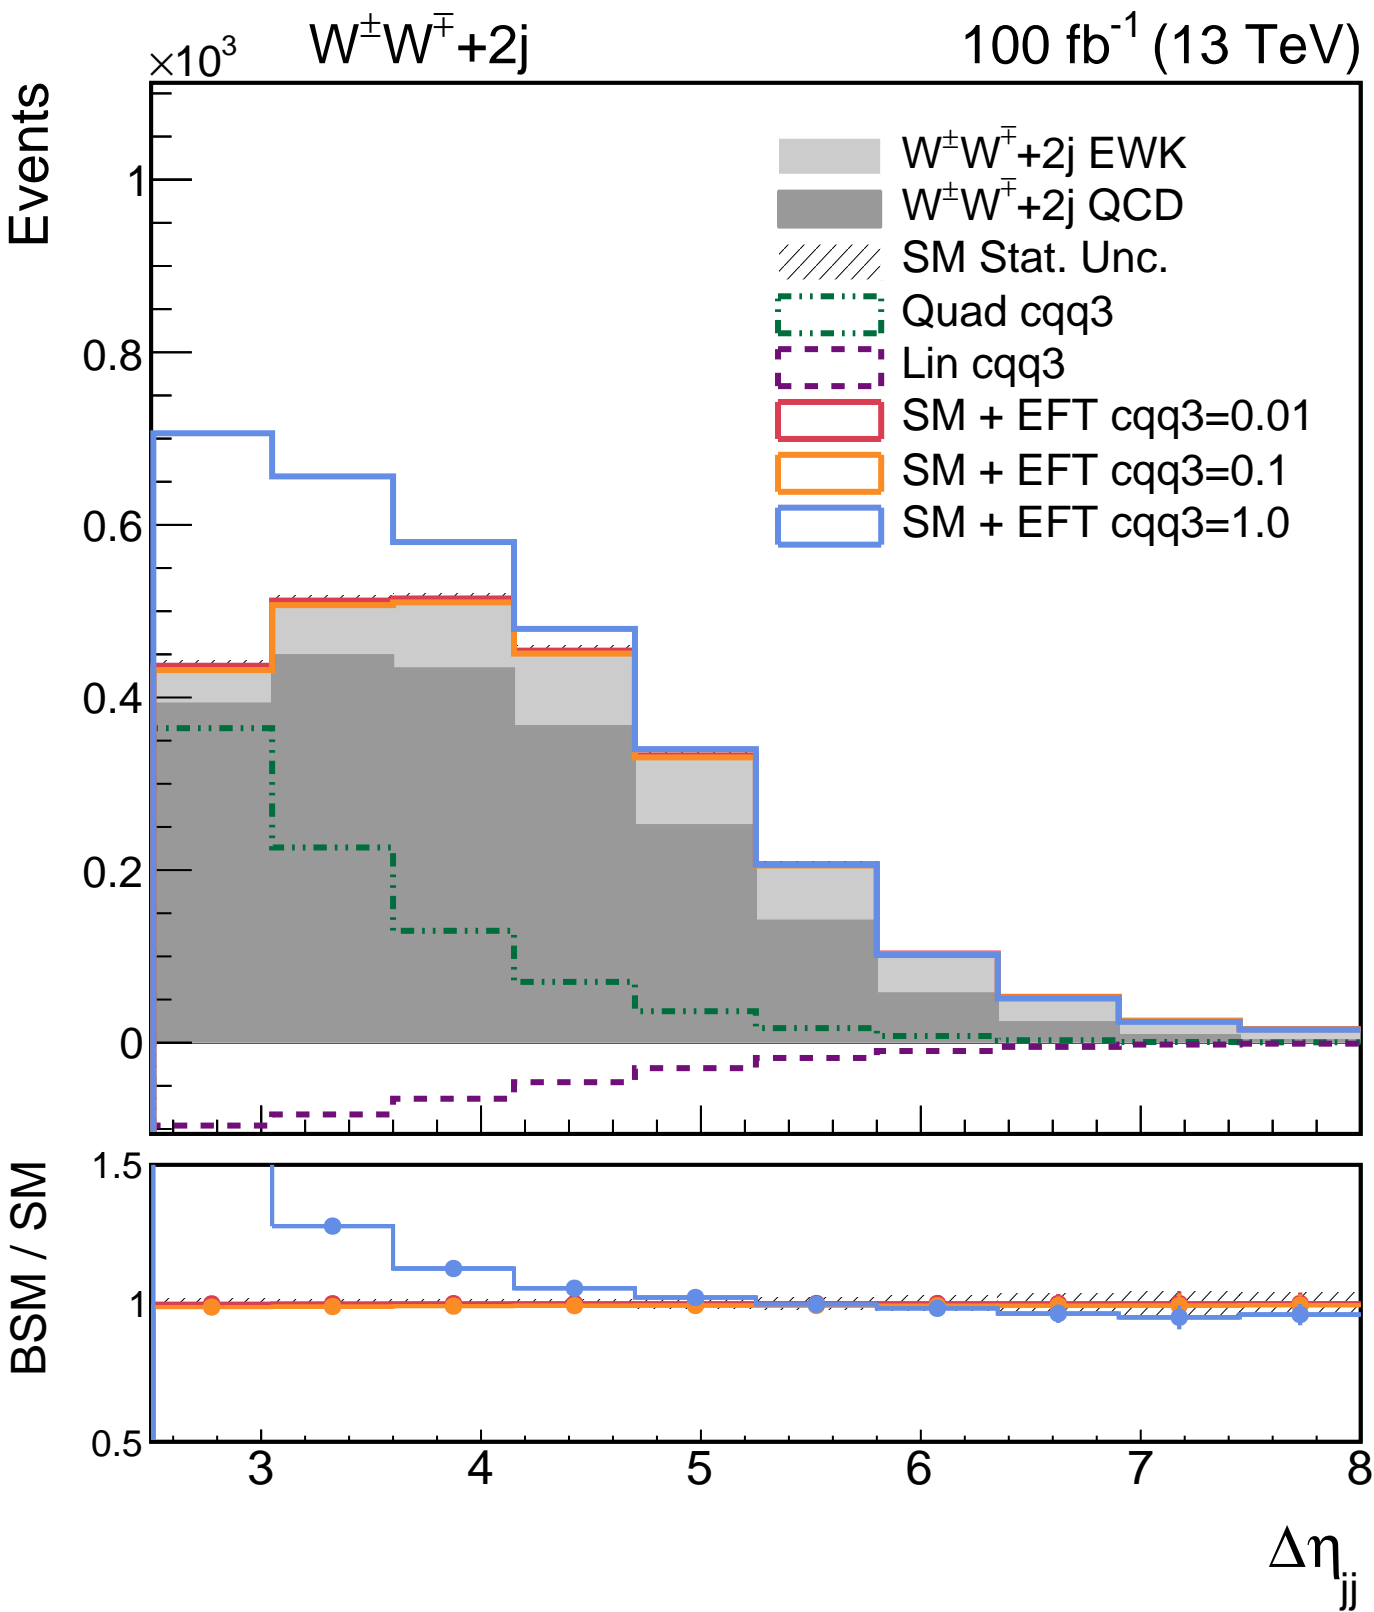 W±W∓+2j 100 fb-1 (13 TeV)
×10³
Events
W±W∓+2j EWK
W±W∓+2j QCD
SM Stat. Unc.
Quad cqq3
Lin cqq3
SM + EFT cqq3=0.01
SM + EFT cqq3=0.1
SM + EFT cqq3=1.0
1
0.8
0.6
0.4
0.2
0
BSM / SM
1.5
1
0.5
3 4 5 6 7 8
Δηjj